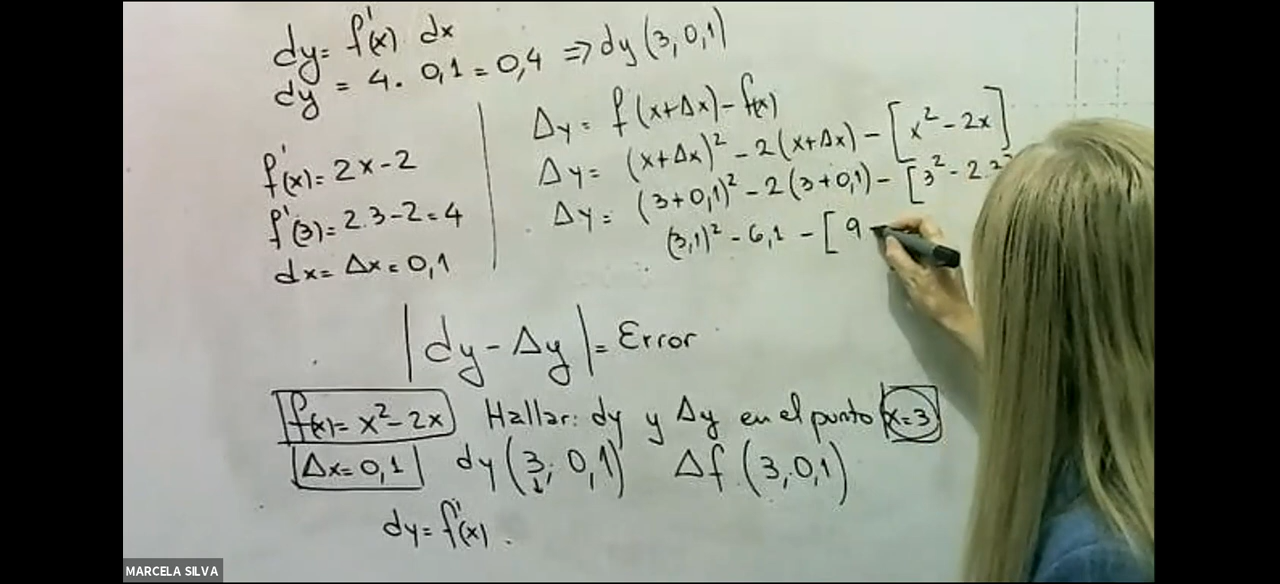 dy = f'(x) dx
dy = 4. 0,1 = 0,4 ⇒ dy (3, 0,1)
f'(x) = 2x - 2
f'(3) = 2.3 - 2 = 4
dx = Δx = 0,1
Δy = f (x+Δx) - f(x)
Δy = (x+Δx)² - 2(x+Δx) - [x² - 2x]
Δy = (3+0,1)² - 2(3+0,1) - [3² - 2.3
(3,1)² - 6,1 - [9
|dy - Δy| = Error
f(x) = x² - 2x Hallar: dy y Δy en el punto x=3
Δx = 0,1 dy (3, 0,1) Δf (3, 0,1)
dy = f'(x) .
MARCELA SILVA